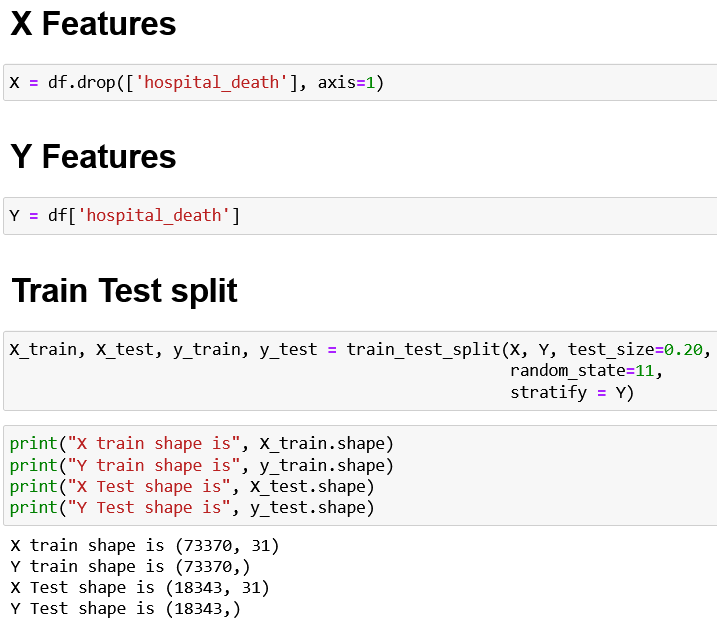 X Features
X = df.drop(['hospital_death'], axis=1)
Y Features
Y = df['hospital_death']
Train Test split
X_train, X_test, y_train, y_test = train_test_split(X, Y, test_size=0.20,
random_state=11,
stratify = Y)
print("X train shape is", X_train.shape)
print("Y train shape is", y_train.shape)
print("X Test shape is", X_test.shape)
print("Y Test shape is", y_test.shape)
X train shape is (73370, 31)
Y train shape is (73370,)
X Test shape is (18343, 31)
Y Test shape is (18343,)